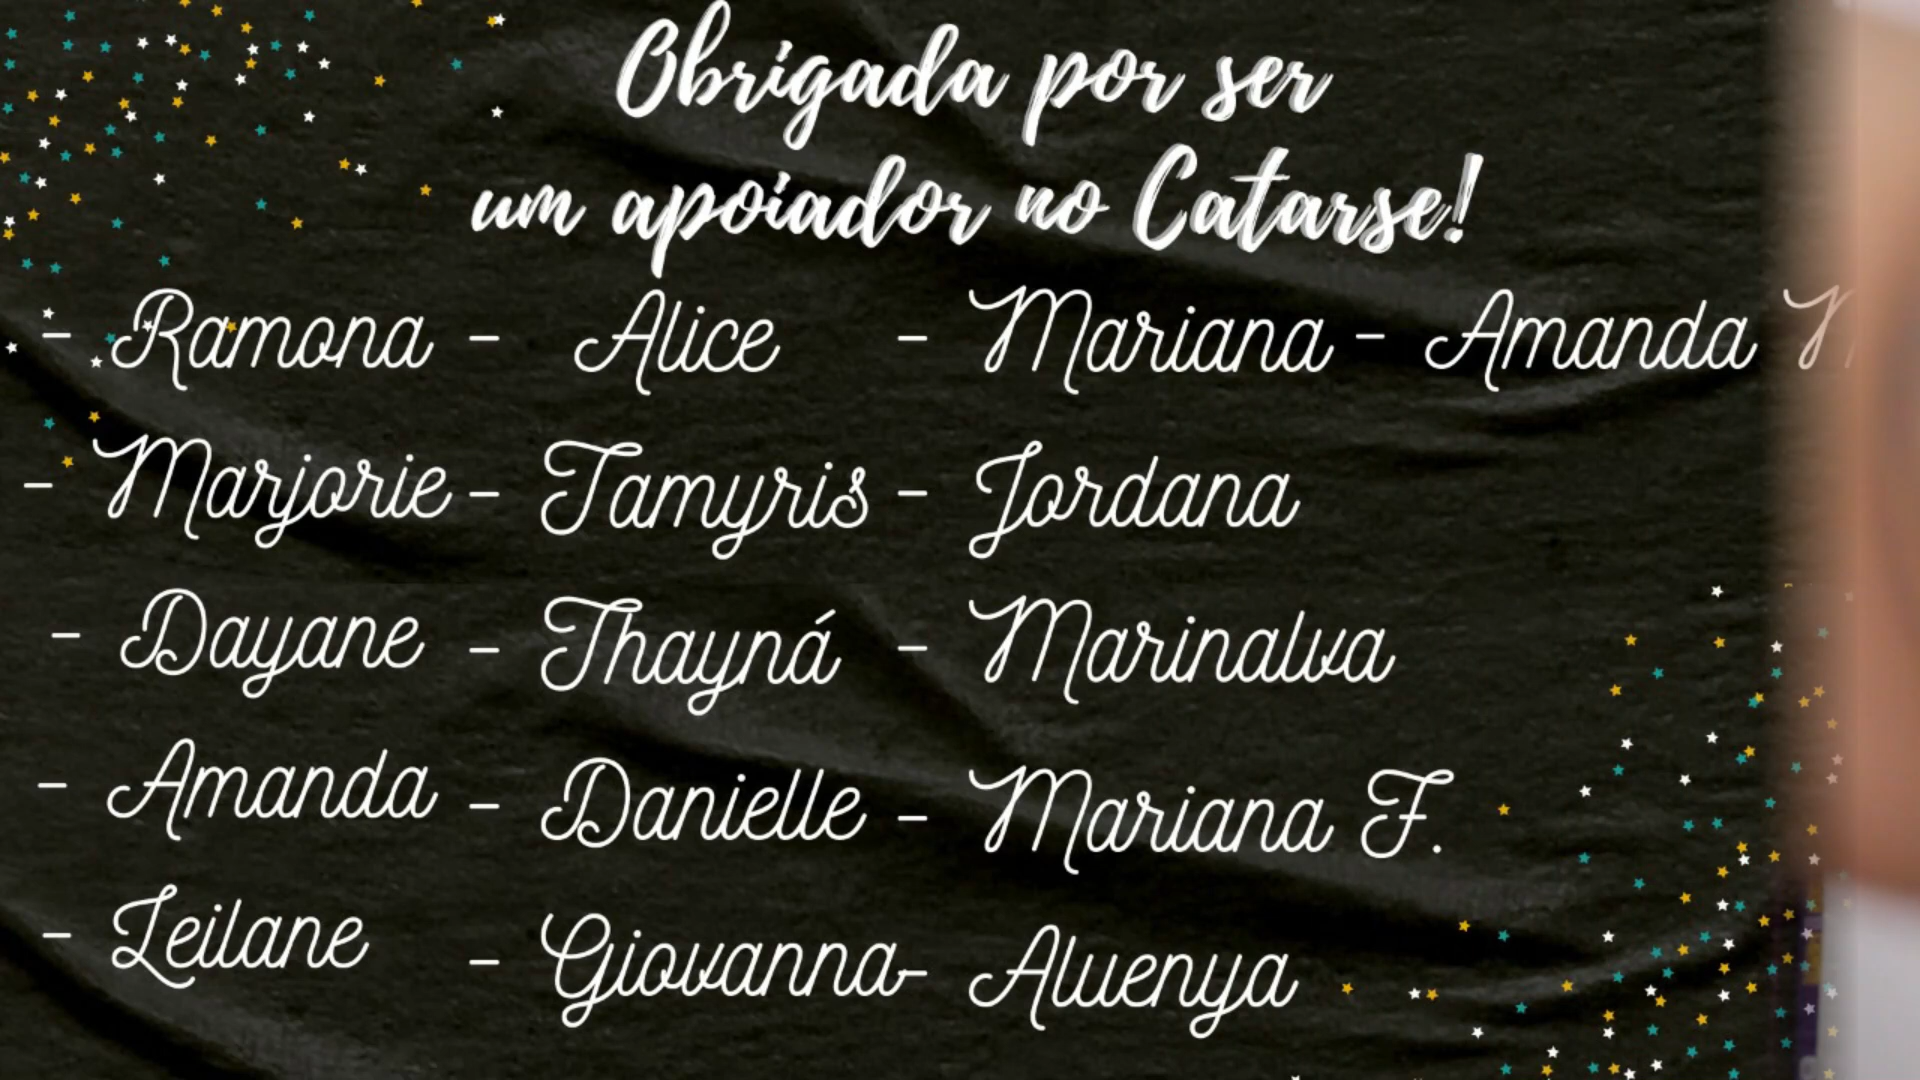 Obrigada por ser
um apoiador no Catarse!
- Ramona - Alice - Mariana - Amanda
- Marjorie - Tamyris - Jordana
- Dayane - Thayná - Marinalva
- Amanda - Danielle - Mariana F.
- Leilane - Giovanna - Aluenya